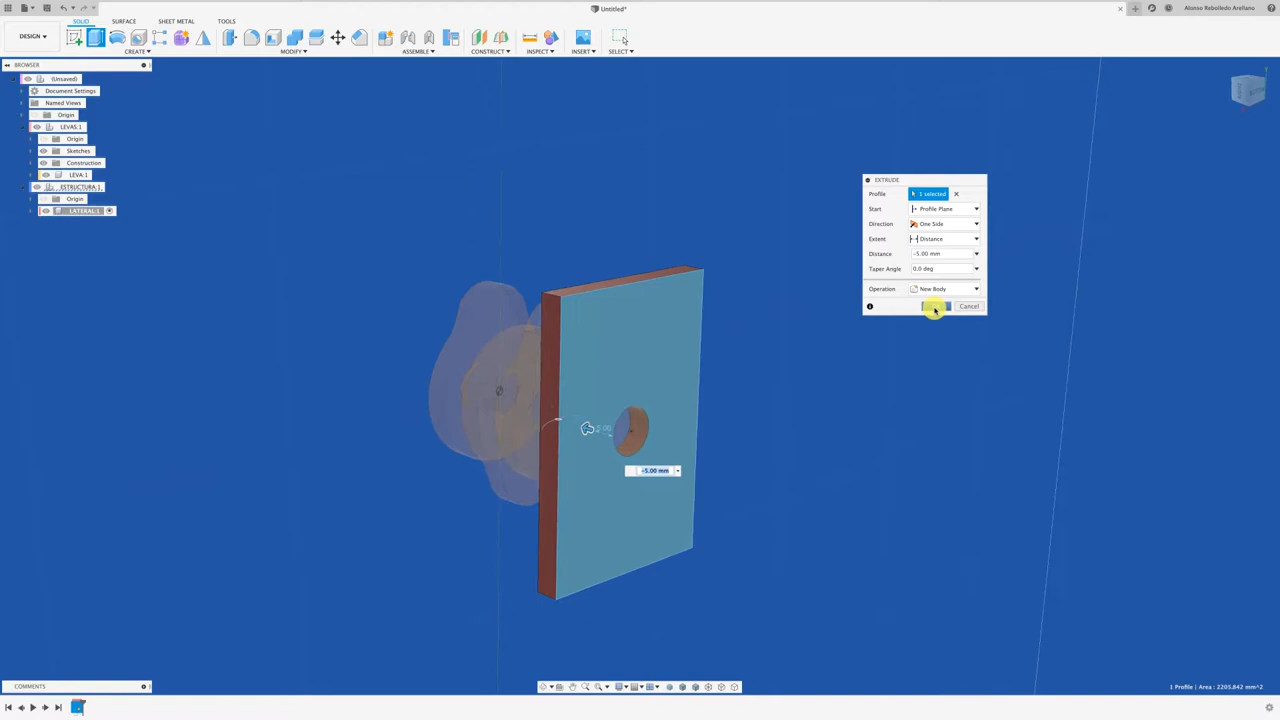 Untitled*
Alonso Rebolledo Arellano
DESIGN
SOLID SURFACE SHEET METAL TOOLS
CREATE MODIFY ASSEMBLE CONSTRUCT INSPECT INSERT SELECT
BROWSER
(Unsaved)
Document Settings
Named Views
Origin
LEVAS:1
Origin
Sketches
Construction
LEVA:1
ESTRUCTURA:1
Origin
LATERAL:1
EXTRUDE
Profile 1 selected
Start Profile Plane
Direction One Side
Extent Distance
Distance -5.00 mm
Taper Angle 0.0 deg
Operation New Body
Cancel
-5.00 mm
COMMENTS
1 Profile | Area : 2203.842 mm^2